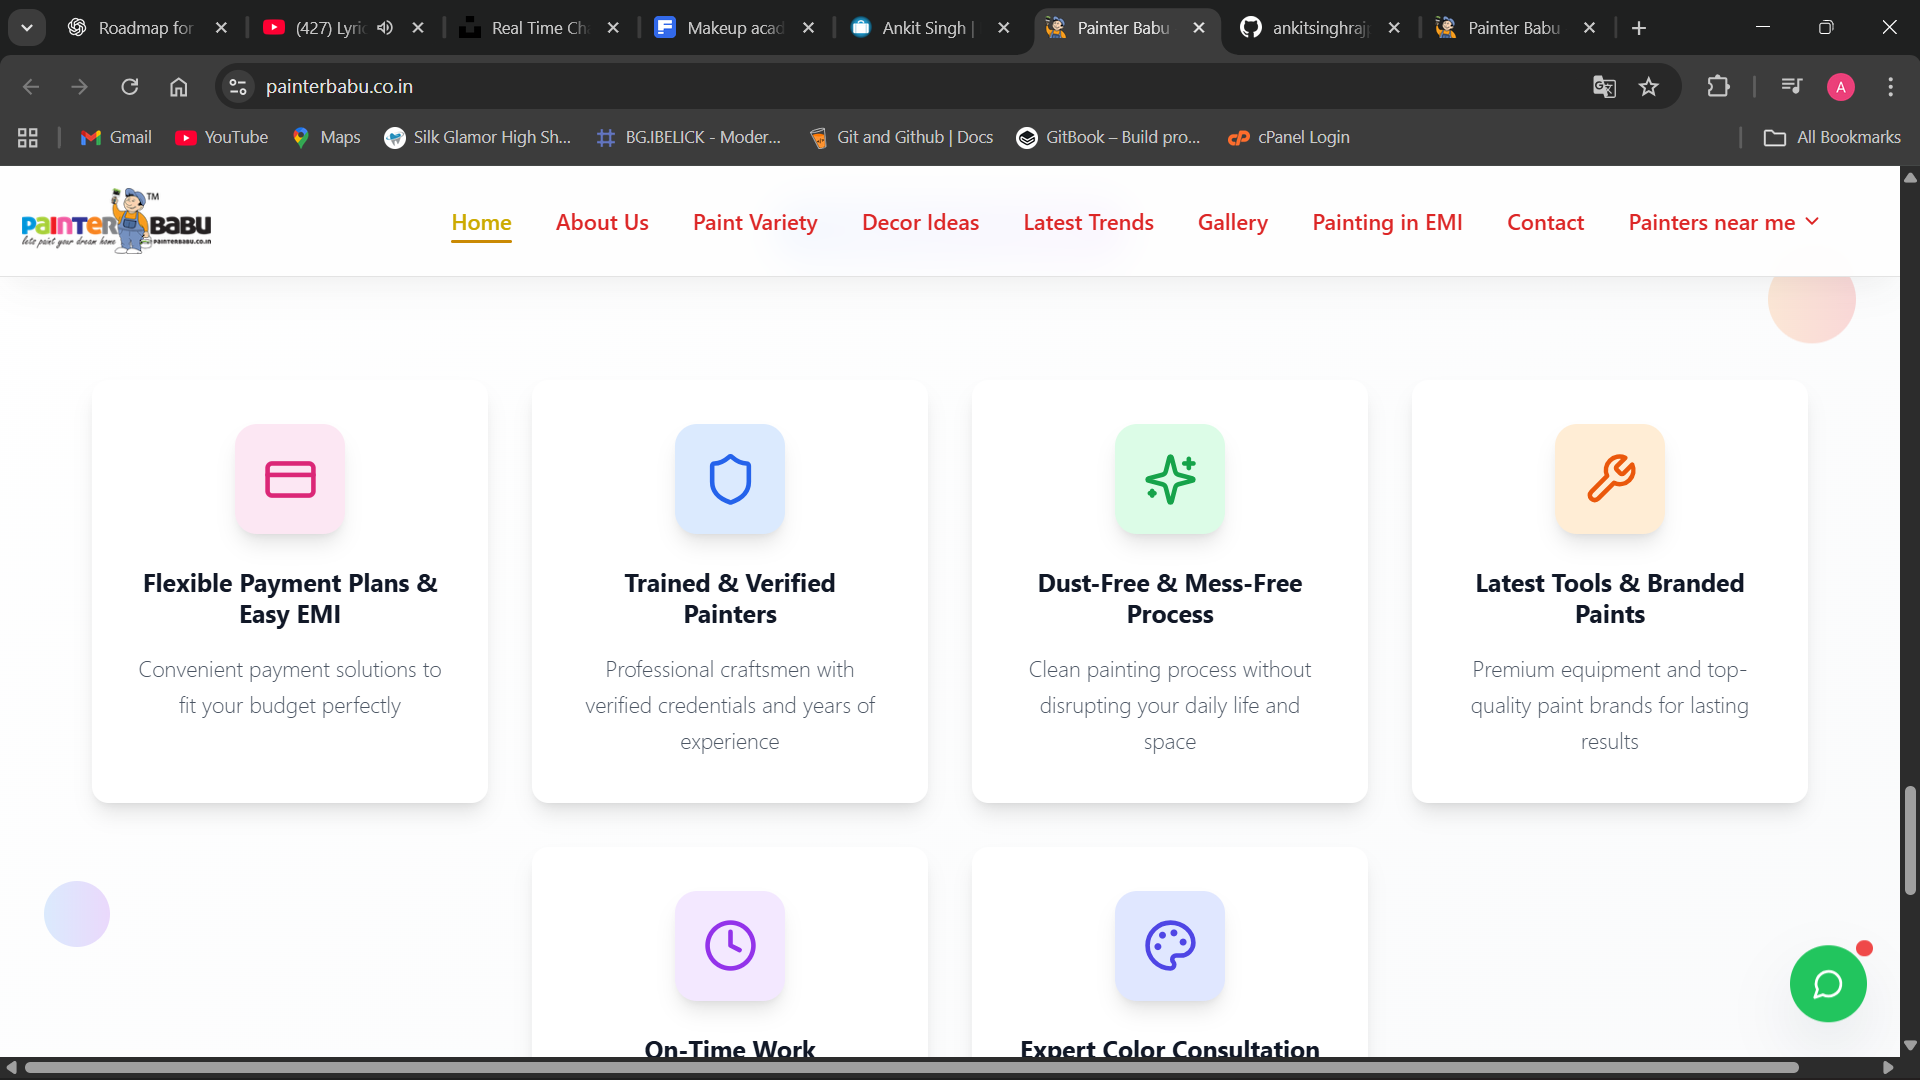 Roadmap for
(427) Lyric
Real Time Cha
Makeup acad
Ankit Singh |
Painter Babu
ankitsinghraj
Painter Babu
painterbabu.co.in
A
Gmail
YouTube
Maps
Silk Glamor High Sh...
BG.IBELICK - Moder...
Git and Github | Docs
GitBook – Build pro...
cPanel Login
All Bookmarks
PAINTER BABU TM
lets paint your dream home
PAINTERBABU.CO.IN
Home
About Us
Paint Variety
Decor Ideas
Latest Trends
Gallery
Painting in EMI
Contact
Painters near me
Flexible Payment Plans &
Easy EMI
Convenient payment solutions to
fit your budget perfectly
Trained & Verified
Painters
Professional craftsmen with
verified credentials and years of
experience
Dust-Free & Mess-Free
Process
Clean painting process without
disrupting your daily life and
space
Latest Tools & Branded
Paints
Premium equipment and top-
quality paint brands for lasting
results
On-Time Work
Expert Color Consultation